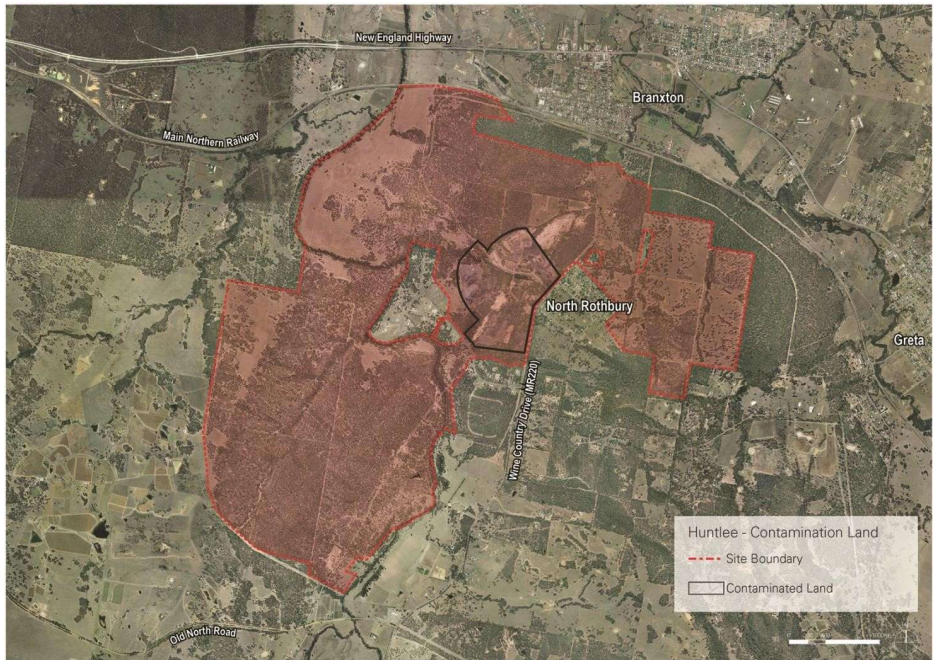 New England Highway
Branxton
Main Northern Railway
North Rothbury
Greta
Wine Country Drive (MR220)
Huntlee - Contamination Land
Site Boundary
Contaminated Land
Old North Road